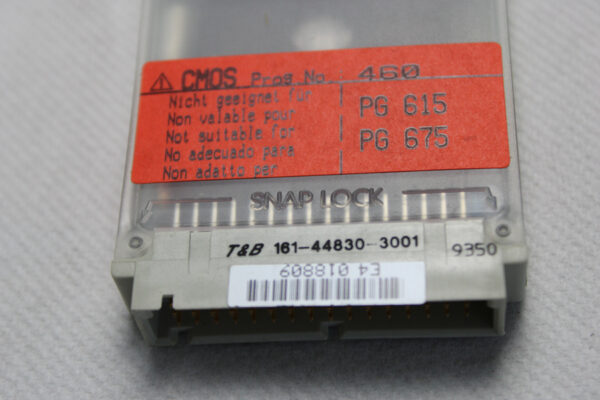 ⚠ CMOS Prog.No. 460
Nicht geeignet für
Non valable pour
Not suitable for
No adecuado para
Non adatto per
PG 615
PG 675
SNAP LOCK
T&B 161-44830-3001
9350
E4 018809